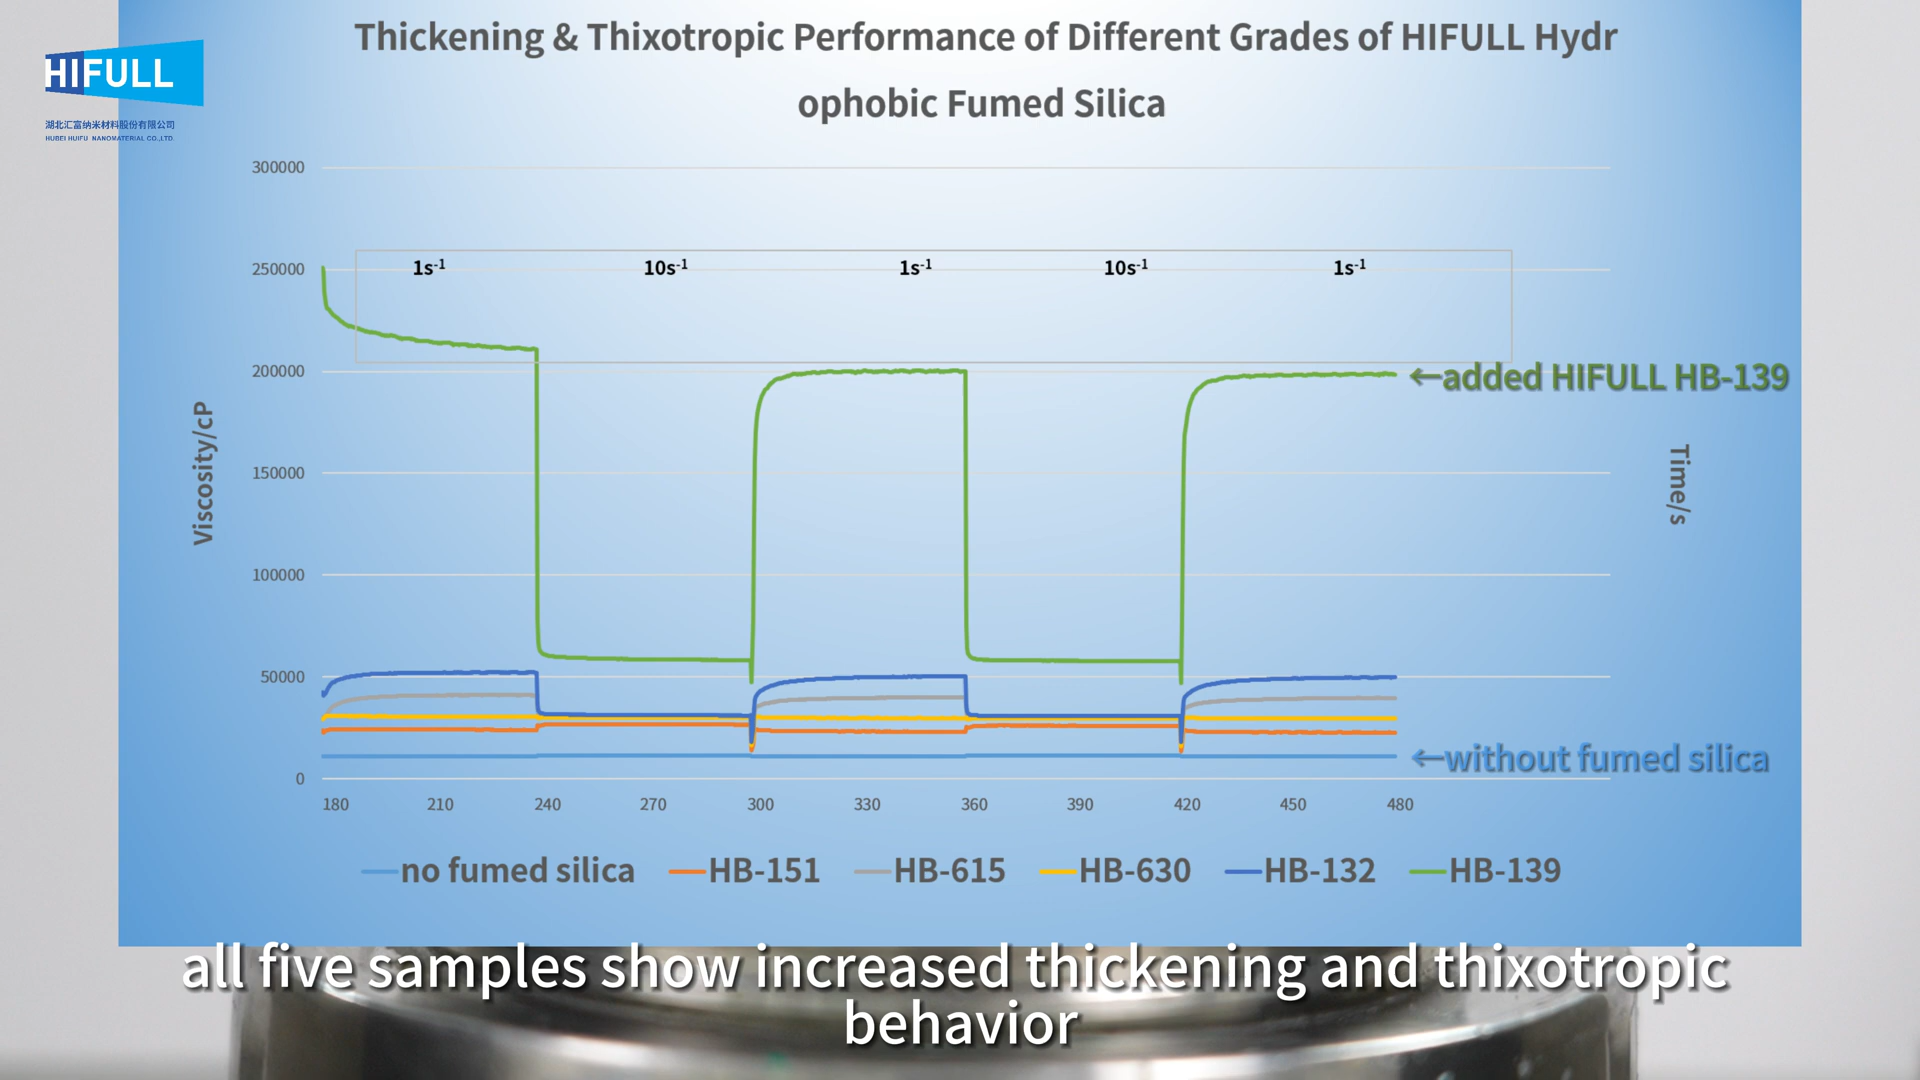 Thickening & Thixotropic Performance of Different Grades of HIFULL Hydr
ophobic Fumed Silica
HIFULL
湖北汇富纳米材料股份有限公司
HUBEI HUIFU NANOMATERIAL CO.,LTD.
300000
250000
200000
150000
100000
50000
0
1s-1
10s-1
1s-1
10s-1
1s-1
Viscosity/cP
Time/s
←added HIFULL HB-139
←without fumed silica
180 210 240 270 300 330 360 390 420 450 480
no fumed silica HB-151 HB-615 HB-630 HB-132 HB-139
all five samples show increased thickening and thixotropic
behavior